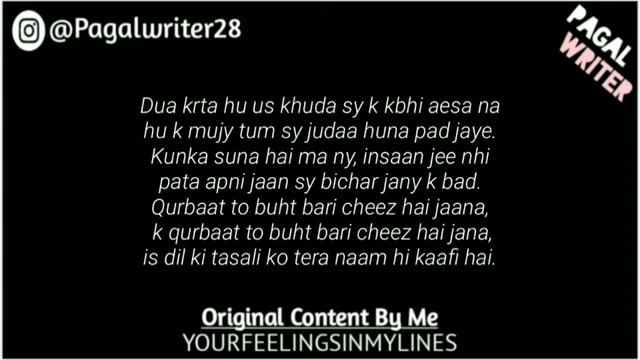 @Pagalwriter28
PAGAL
WRITER
Dua krta hu us khuda sy k kbhi aesa na
hu k mujy tum sy judaa huna pad jaye.
Kunka suna hai ma ny, insaan jee nhi
pata apni jaan sy bichar jany k bad.
Qurbaat to buht bari cheez hai jaana,
k qurbaat to buht bari cheez hai jana,
is dil ki tasali ko tera naam hi kaafi hai.
Original Content By Me
YOURFEELINGSINMYLINES